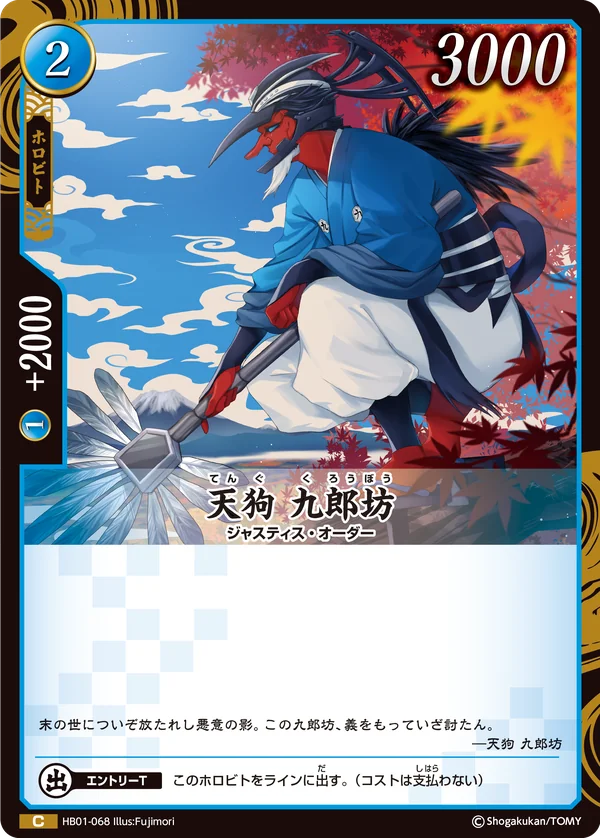 2
3000
ホロビト
+2000
1
てんぐ くろうぼう
天狗 九郎坊
ジャスティス・オーダー
末の世についぞ放たれし悪意の影。この九郎坊、義をもっていざ討たん。
—天狗 九郎坊
出 エントリーT このホロビトをラインに出す。（コストは支払わない）
だ しはら
C HB01-068 Illus:Fujimori ©Shogakukan/TOMY